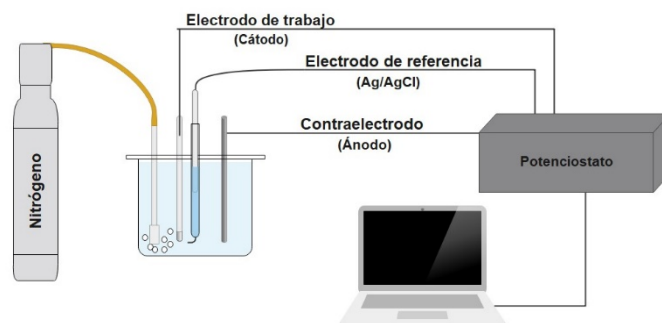 Electrodo de trabajo
(Cátodo)
Electrodo de referencia
(Ag/AgCl)
Contraelectrodo
(Ánodo)
Potenciostato
Nitrógeno